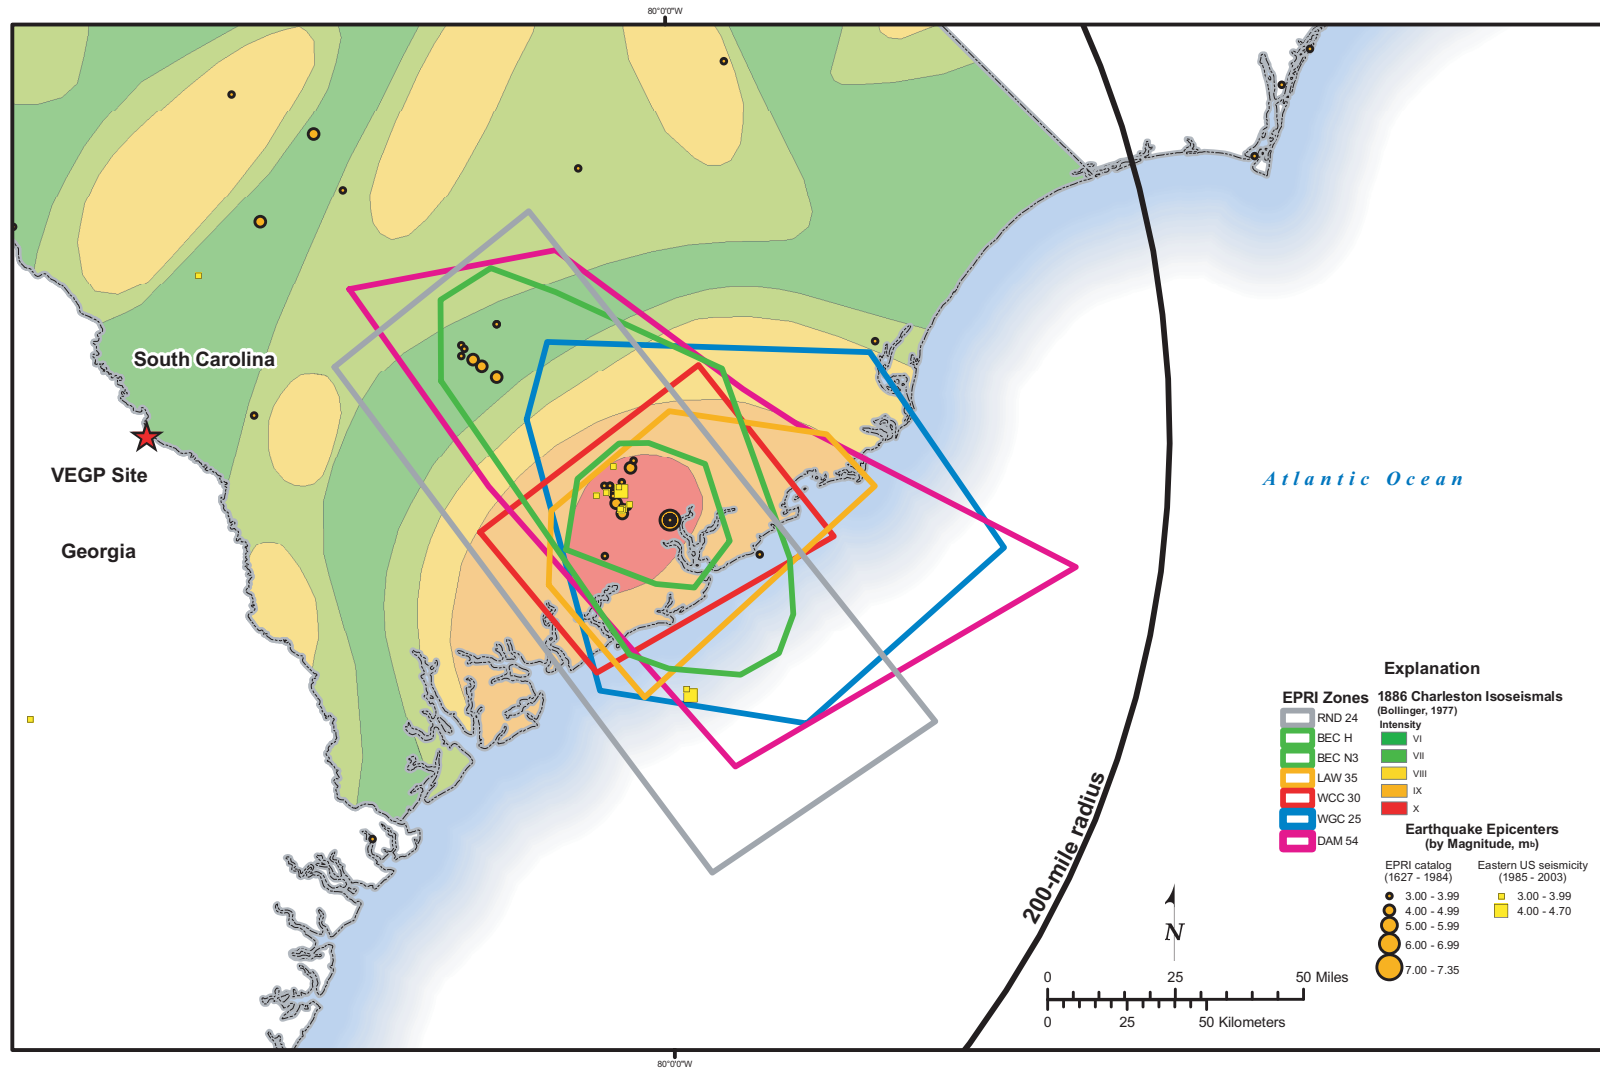 80°0'0"W
South Carolina
VEGP Site
Georgia
Atlantic Ocean
200-mile radius
N
0 25 50 Miles
0 25 50 Kilometers
Explanation
EPRI Zones
RND 24
BEC H
BEC N3
LAW 35
WCC 30
WGC 25
DAM 54
1886 Charleston Isoseismals
(Bollinger, 1977)
Intensity
VI
VII
VIII
IX
X
Earthquake Epicenters
(by Magnitude, mb)
EPRI catalog
(1627 - 1984)
3.00 - 3.99
4.00 - 4.99
5.00 - 5.99
6.00 - 6.99
7.00 - 7.35
Eastern US seismicity
(1985 - 2003)
3.00 - 3.99
4.00 - 4.70
80°0'0"W